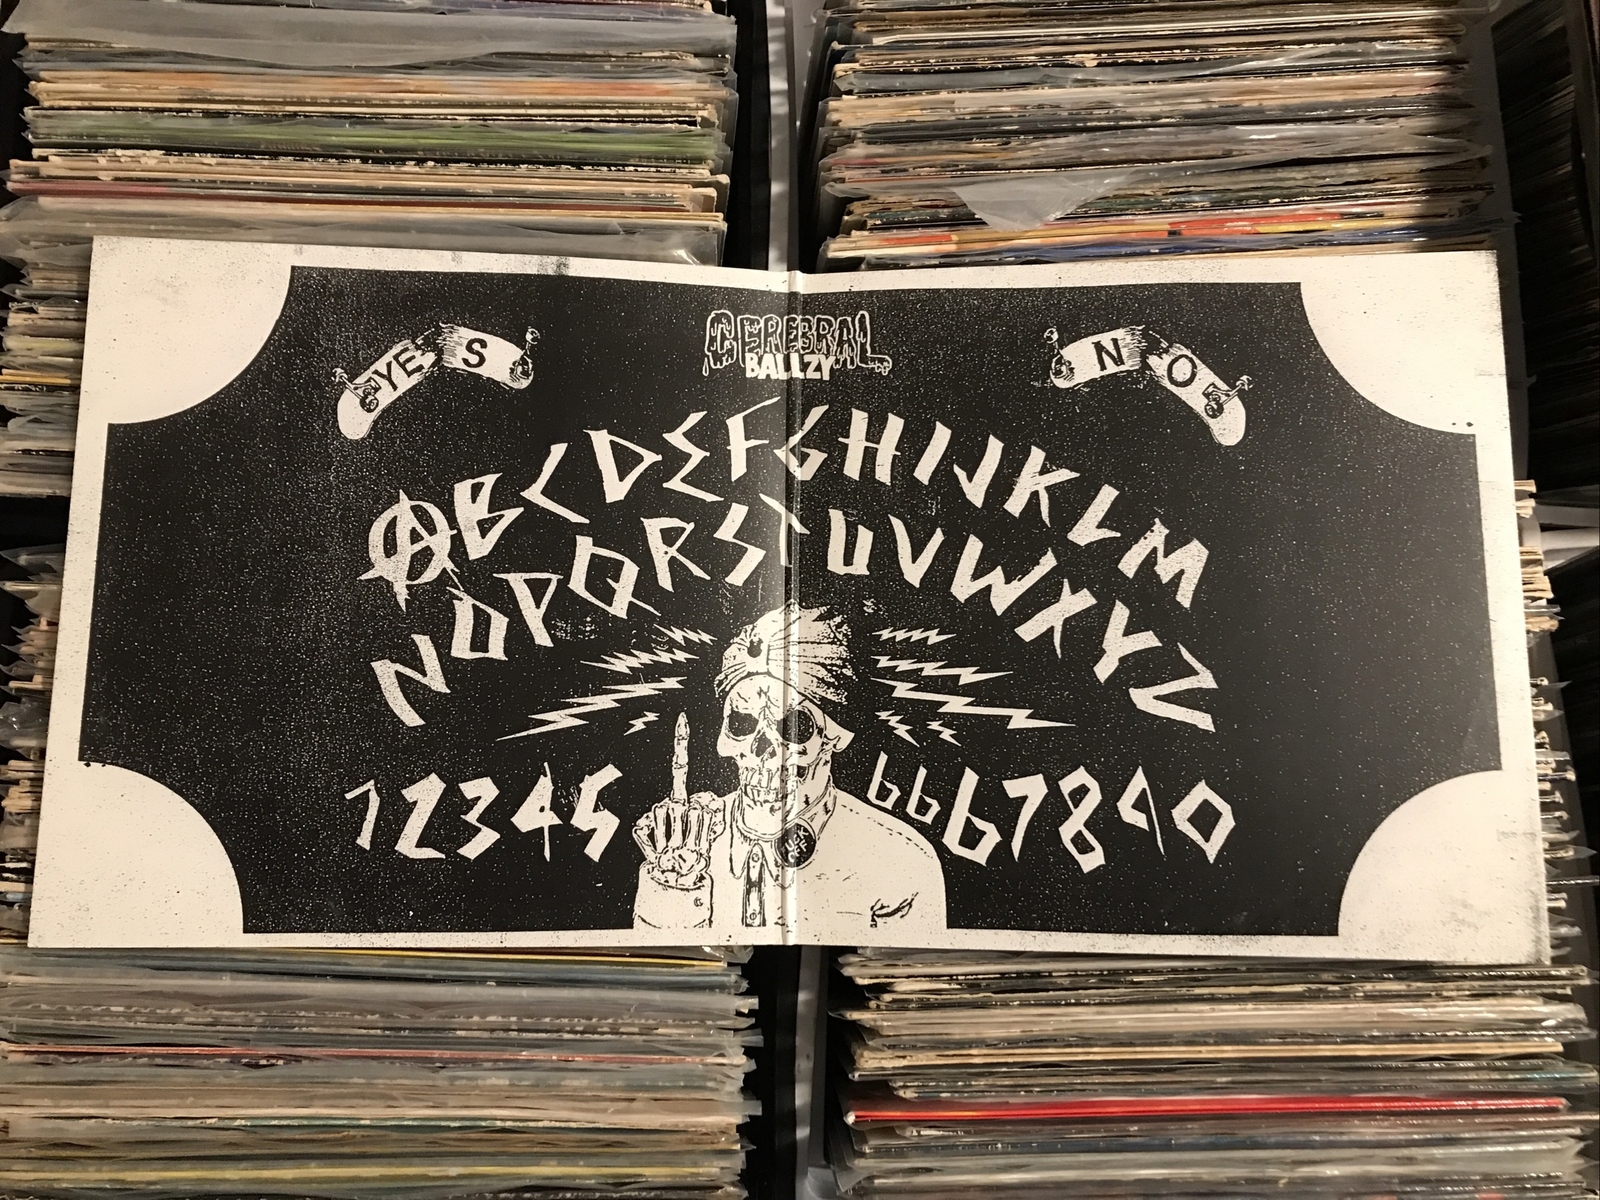 CEREBRAL
BALLZY
YES
NO
ABCDEFGHIJKLM
NOPQRSTUVWXYZ
12345 6667890